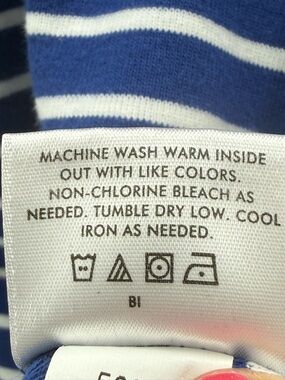 MACHINE WASH WARM INSIDE
OUT WITH LIKE COLORS.
NON-CHLORINE BLEACH AS
NEEDED. TUMBLE DRY LOW. COOL
IRON AS NEEDED.
BI